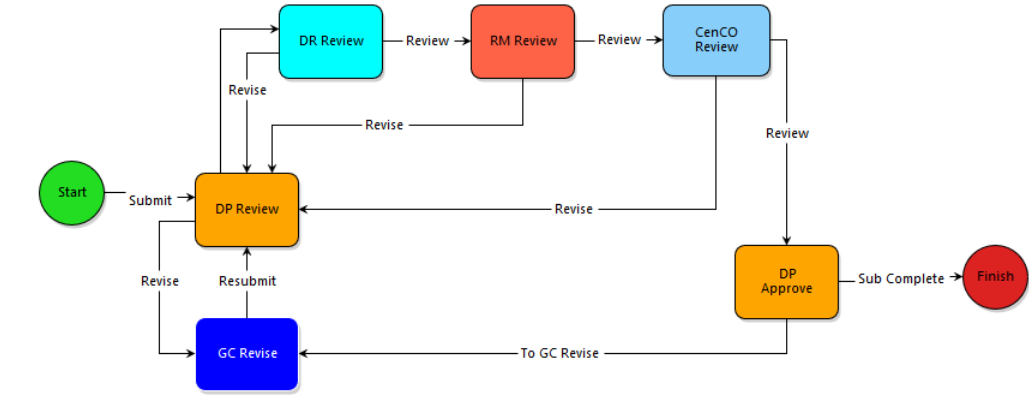 DR Review
Review
RM Review
Review
CenCO
Review
Revise
Revise
Review
Start
Submit
DP Review
Revise
Revise
Resubmit
DP
Approve
Sub Complete
Finish
GC Revise
To GC Revise